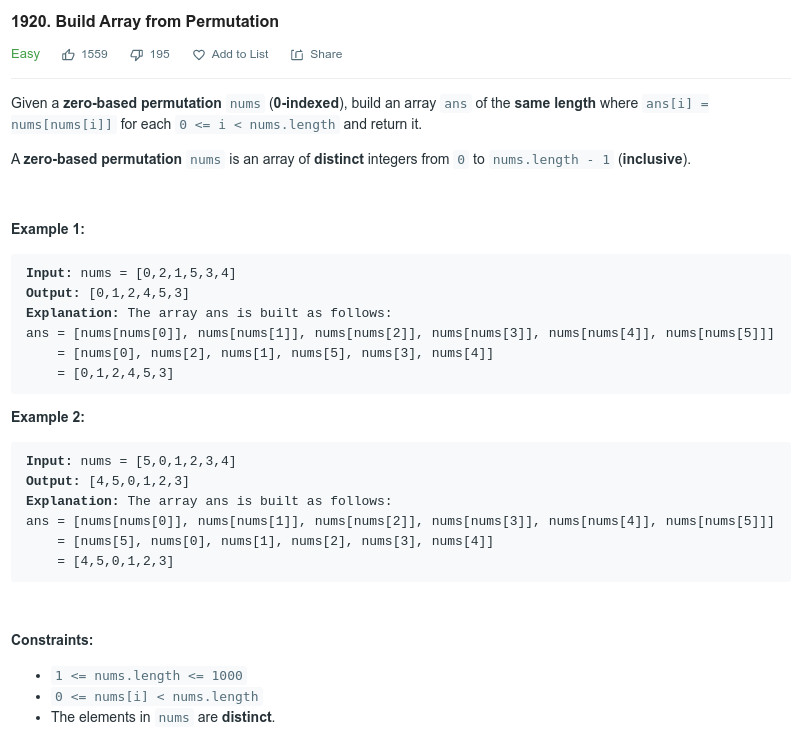 1920. Build Array from Permutation
Easy 1559 195 Add to List Share
Given a zero-based permutation nums (0-indexed), build an array ans of the same length where ans[i] =
nums[nums[i]] for each 0 <= i < nums.length and return it.
A zero-based permutation nums is an array of distinct integers from 0 to nums.length - 1 (inclusive).
Example 1:
Input: nums = [0,2,1,5,3,4]
Output: [0,1,2,4,5,3]
Explanation: The array ans is built as follows:
ans = [nums[nums[0]], nums[nums[1]], nums[nums[2]], nums[nums[3]], nums[nums[4]], nums[nums[5]]]
= [nums[0], nums[2], nums[1], nums[5], nums[3], nums[4]]
= [0,1,2,4,5,3]
Example 2:
Input: nums = [5,0,1,2,3,4]
Output: [4,5,0,1,2,3]
Explanation: The array ans is built as follows:
ans = [nums[nums[0]], nums[nums[1]], nums[nums[2]], nums[nums[3]], nums[nums[4]], nums[nums[5]]]
= [nums[5], nums[0], nums[1], nums[2], nums[3], nums[4]]
= [4,5,0,1,2,3]
Constraints:
• 1 <= nums.length <= 1000
• 0 <= nums[i] < nums.length
• The elements in nums are distinct.